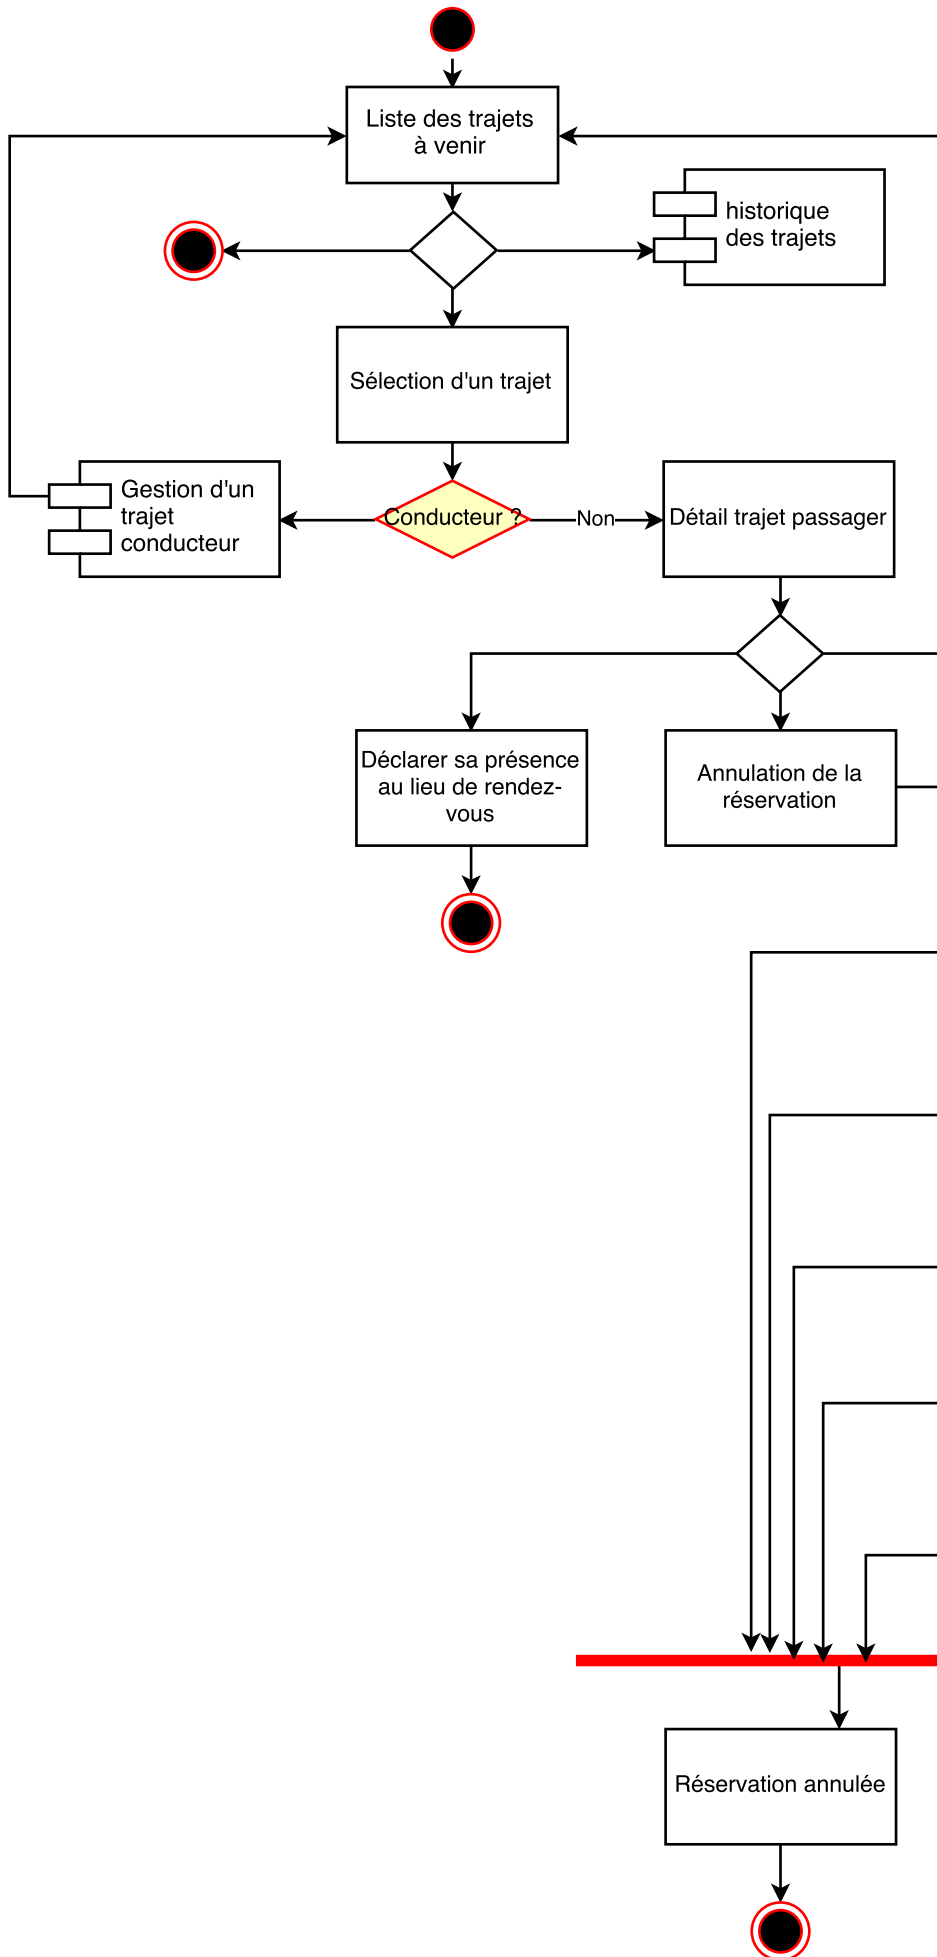 Liste des trajets
à venir
historique
des trajets
Sélection d'un trajet
Gestion d'un
trajet
conducteur
Conducteur ?
Non
Détail trajet passager
Déclarer sa présence
au lieu de rendez-
vous
Annulation de la
réservation
Réservation annulée